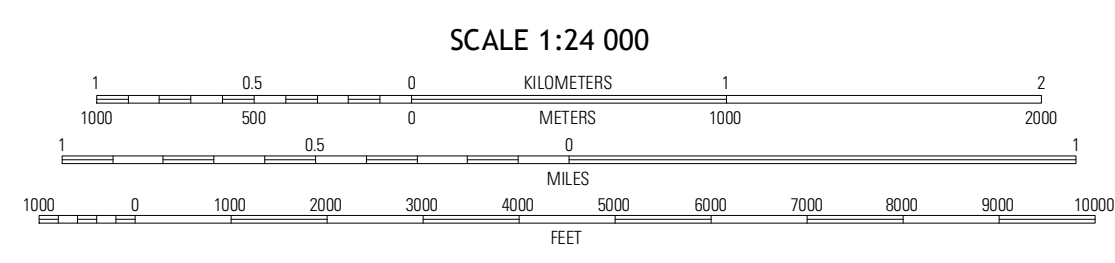 SCALE 1:24 000
1 0.5 0 KILOMETERS 1 2
1000 500 0 METERS 1000 2000
1 0.5 0 1
MILES
1000 0 1000 2000 3000 4000 5000 6000 7000 8000 9000 10000
FEET